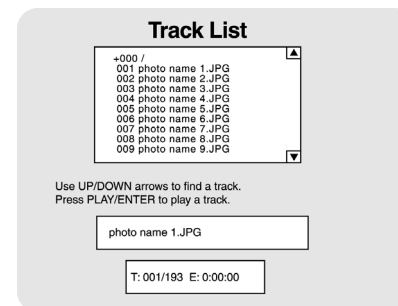 Track List
+000 /
001 photo name 1.JPG
002 photo name 2.JPG
003 photo name 3.JPG
004 photo name 4.JPG
005 photo name 5.JPG
006 photo name 6.JPG
007 photo name 7.JPG
008 photo name 8.JPG
009 photo name 9.JPG
Use UP/DOWN arrows to find a track.
Press PLAY/ENTER to play a track.
photo name 1.JPG
T: 001/193 E: 0:00:00